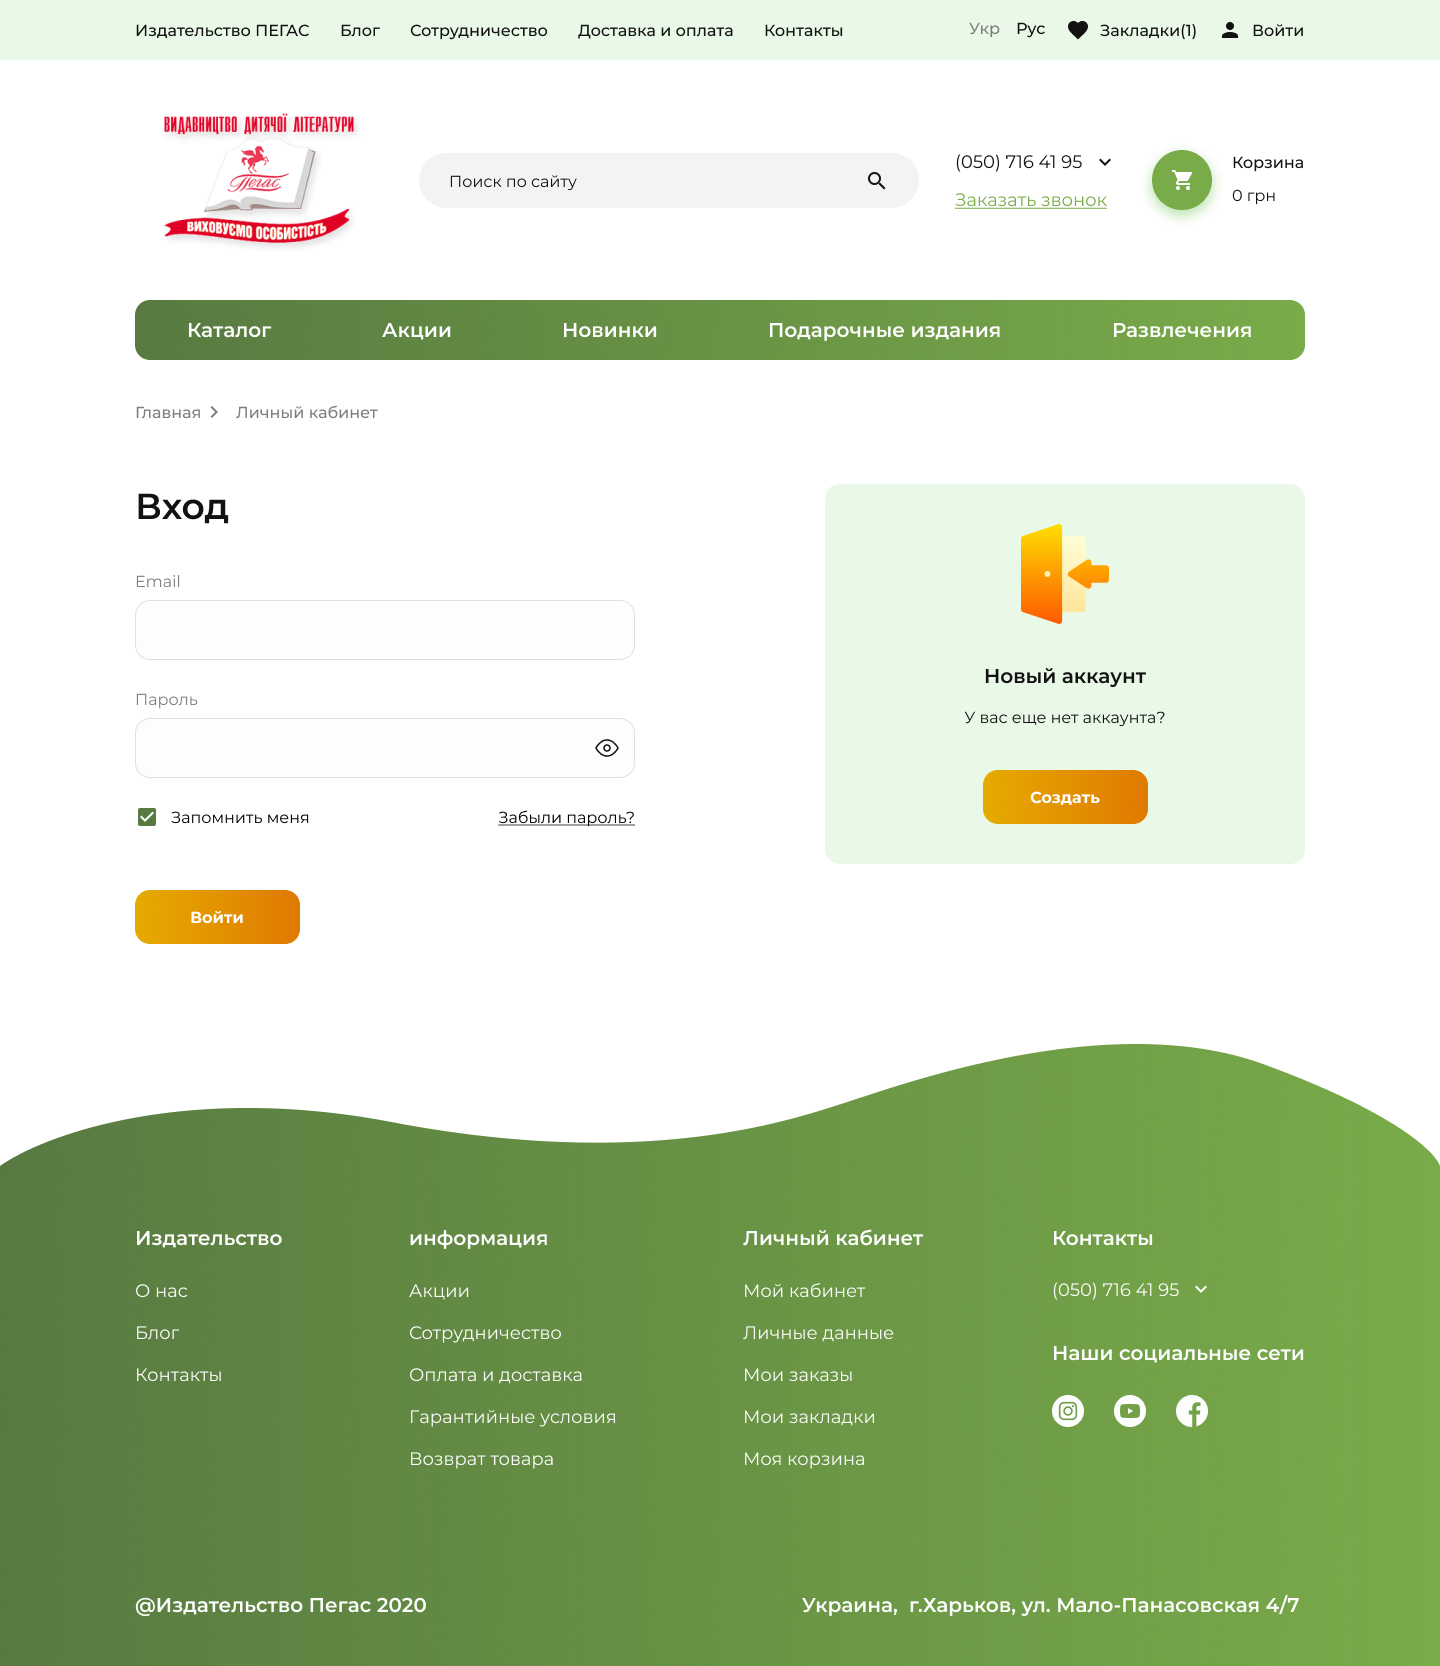 Издательство ПЕГАС Блог Сотрудничество Доставка и оплата Контакты Укр Рус Закладки(1) Войти
ВИДАВНИЦТВО ДИТЯЧОЇ ЛІТЕРАТУРИ
Пегас
ВИХОВУЄМО ОСОБИСТІСТЬ
Поиск по сайту
(050) 716 41 95
Заказать звонок
Корзина
0 грн
Каталог Акции Новинки Подарочные издания Развлечения
Главная Личный кабинет
Вход
Email
Пароль
Запомнить меня Забыли пароль?
Войти
Новый аккаунт
У вас еще нет аккаунта?
Создать
Издательство
О нас
Блог
Контакты
информация
Акции
Сотрудничество
Оплата и доставка
Гарантийные условия
Возврат товара
Личный кабинет
Мой кабинет
Личные данные
Мои заказы
Мои закладки
Моя корзина
Контакты
(050) 716 41 95
Наши социальные сети
@Издательство Пегас 2020
Украина, г.Харьков, ул. Мало-Панасовская 4/7